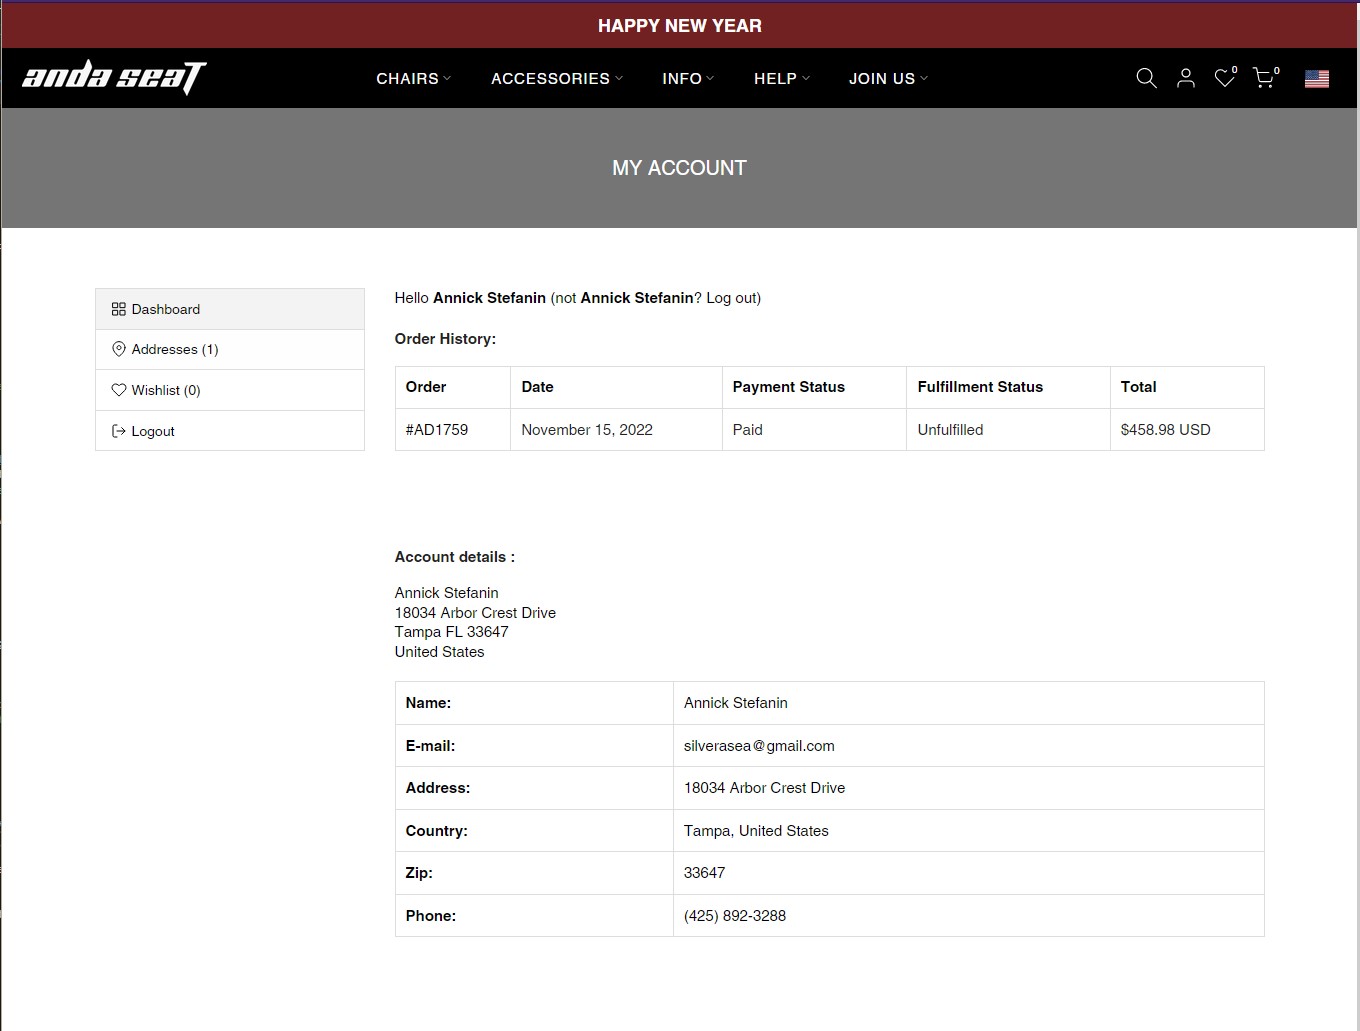 HAPPY NEW YEAR
anda seaT
CHAIRS ACCESSORIES INFO HELP JOIN US 0 0
MY ACCOUNT
Dashboard
Addresses (1)
Wishlist (0)
Logout
Hello Annick Stefanin (not Annick Stefanin? Log out)
Order History:
Order Date Payment Status Fulfillment Status Total
#AD1759 November 15, 2022 Paid Unfulfilled $458.98 USD
Account details :
Annick Stefanin
18034 Arbor Crest Drive
Tampa FL 33647
United States
Name: Annick Stefanin
E-mail: silverasea@gmail.com
Address: 18034 Arbor Crest Drive
Country: Tampa, United States
Zip: 33647
Phone: (425) 892-3288